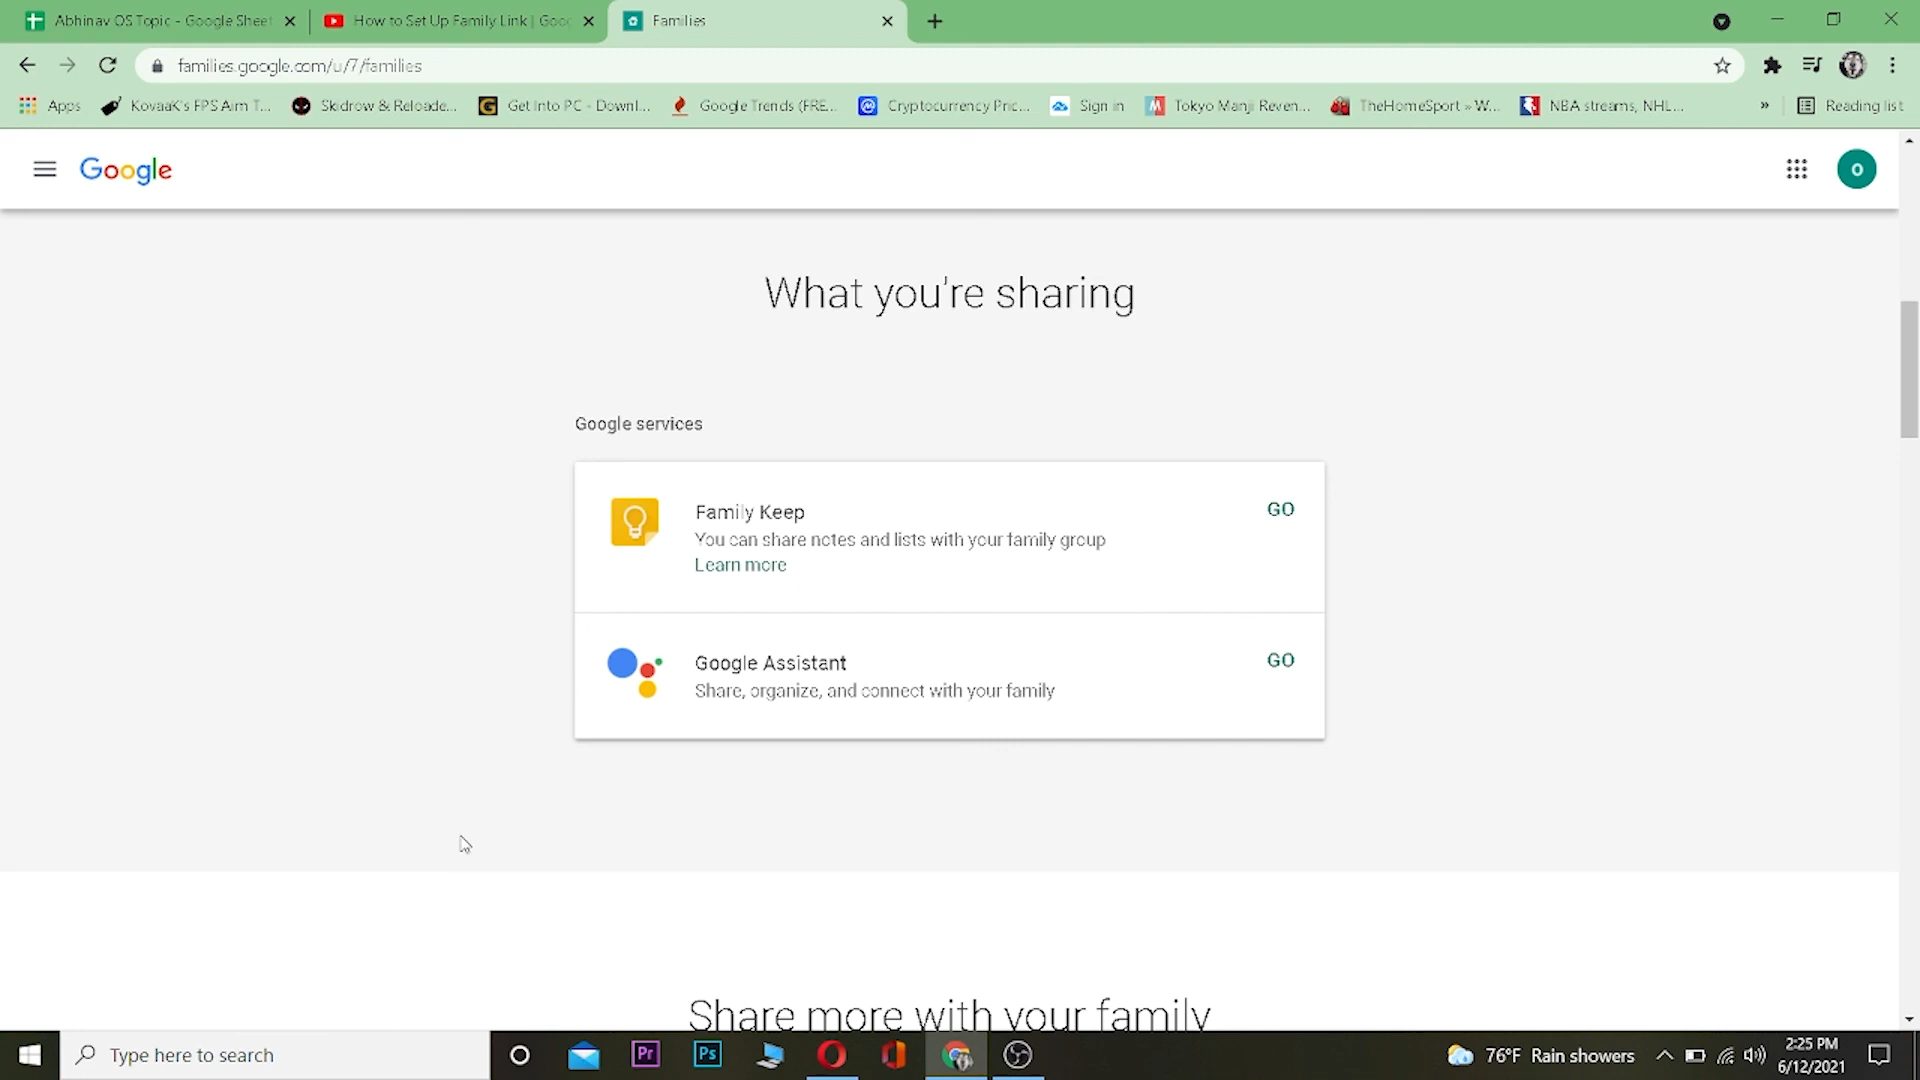 Abhinav OS Topic - Google Sheet
How to Set Up Family Link | Goo
Families
families.google.com/u/7/families
Apps
KovaaK's FPS Aim T...
Skidrow & Reloade...
Get Into PC - Downl...
Google Trends (FRE...
Cryptocurrency Pric...
Sign in
Tokyo Manji Reven...
TheHomeSport » W...
NBA streams, NHL...
»
Reading list
Google
o
What you're sharing
Google services
Family Keep
GO
You can share notes and lists with your family group
Learn more
Google Assistant
GO
Share, organize, and connect with your family
Share more with your family
Type here to search
Pr
Ps
76°F Rain showers
2:25 PM
6/12/2021